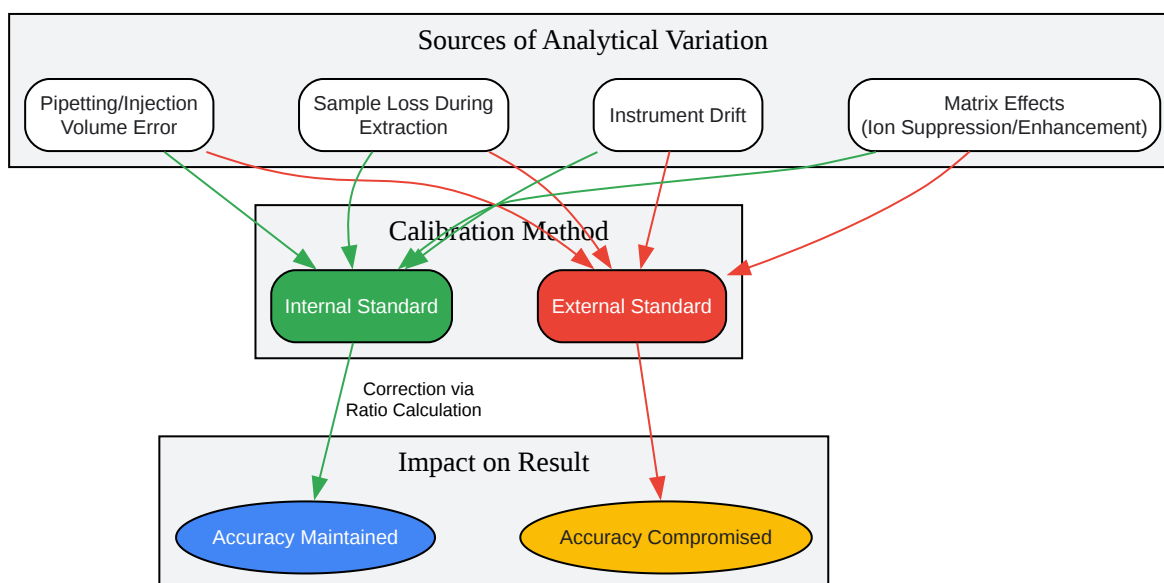 Sources of Analytical Variation
Pipetting/Injection
Volume Error
Sample Loss During
Extraction
Instrument Drift
Matrix Effects
(Ion Suppression/Enhancement)
Calibration Method
Internal Standard
External Standard
Correction via
Ratio Calculation
Impact on Result
Accuracy Maintained
Accuracy Compromised